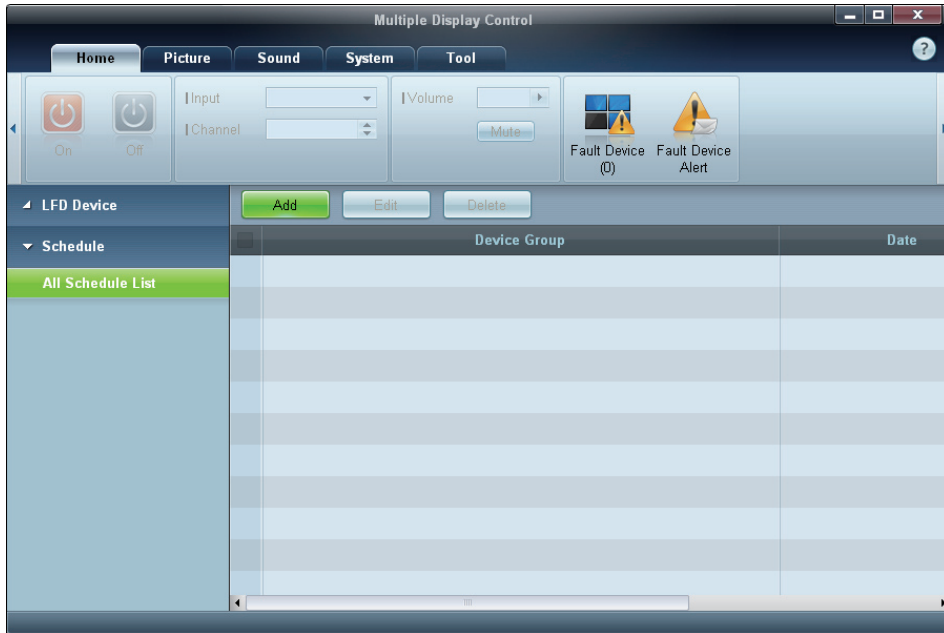 Multiple Display Control
Home Picture Sound System Tool
?
Input
Channel
On Off
Volume
Mute
Fault Device
(0)
Fault Device
Alert
LFD Device
Schedule
All Schedule List
Add Edit Delete
Device Group Date